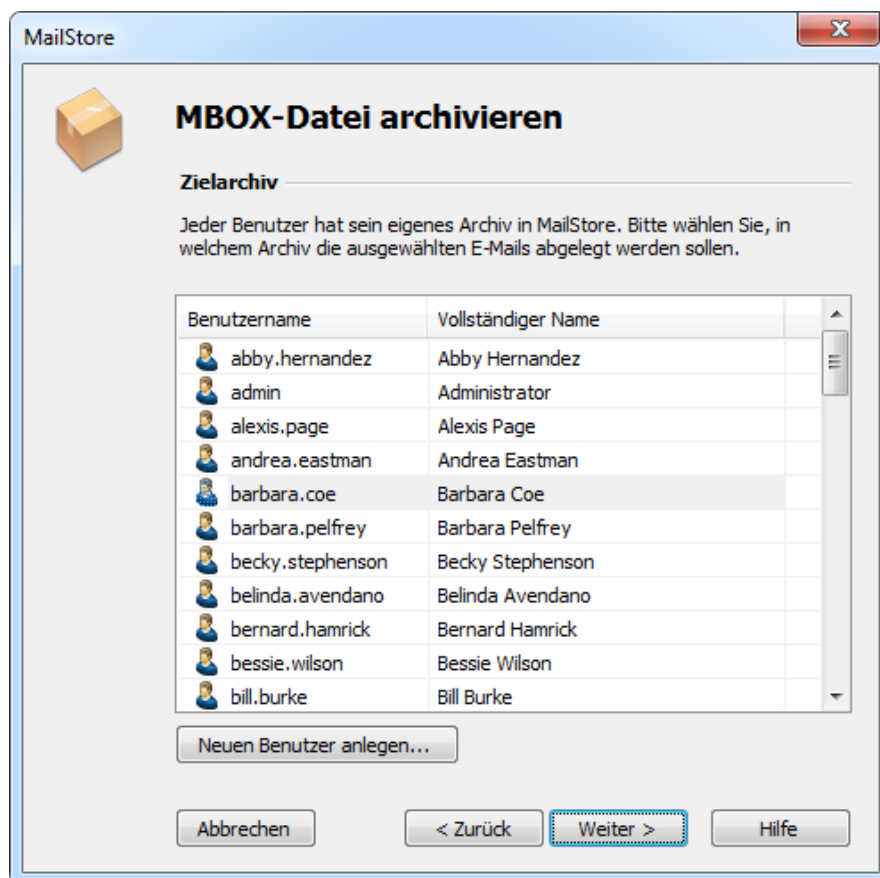 MailStore
MBOX-Datei archivieren
Zielarchiv
Jeder Benutzer hat sein eigenes Archiv in MailStore. Bitte wählen Sie, in
welchem Archiv die ausgewählten E-Mails abgelegt werden sollen.
Benutzername Vollständiger Name
abby.hernandez Abby Hernandez
admin Administrator
alexis.page Alexis Page
andrea.eastman Andrea Eastman
barbara.coe Barbara Coe
barbara.pelfrey Barbara Pelfrey
becky.stephenson Becky Stephenson
belinda.avendano Belinda Avendano
bernard.hamrick Bernard Hamrick
bessie.wilson Bessie Wilson
bill.burke Bill Burke
Neuen Benutzer anlegen...
Abbrechen < Zurück Weiter > Hilfe